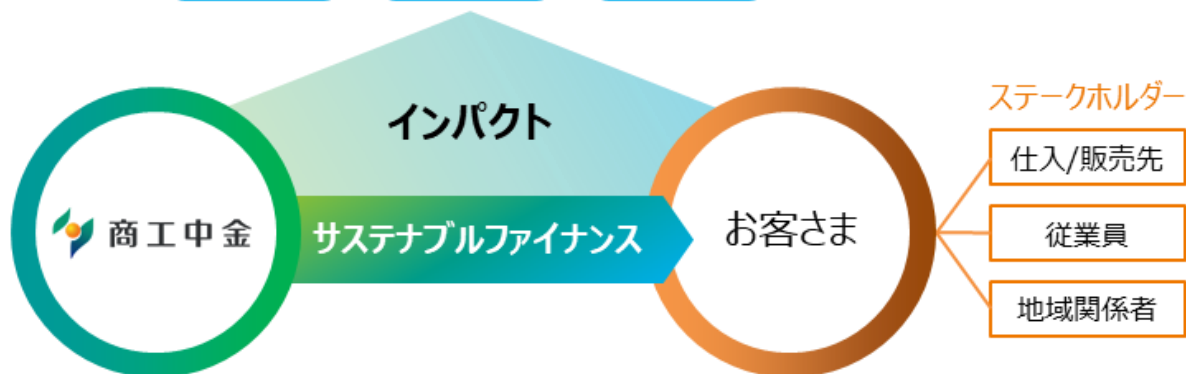 インパクト
ステークホルダー
仕入/販売先
商工中金
サステナブルファイナンス
お客さま
従業員
地域関係者